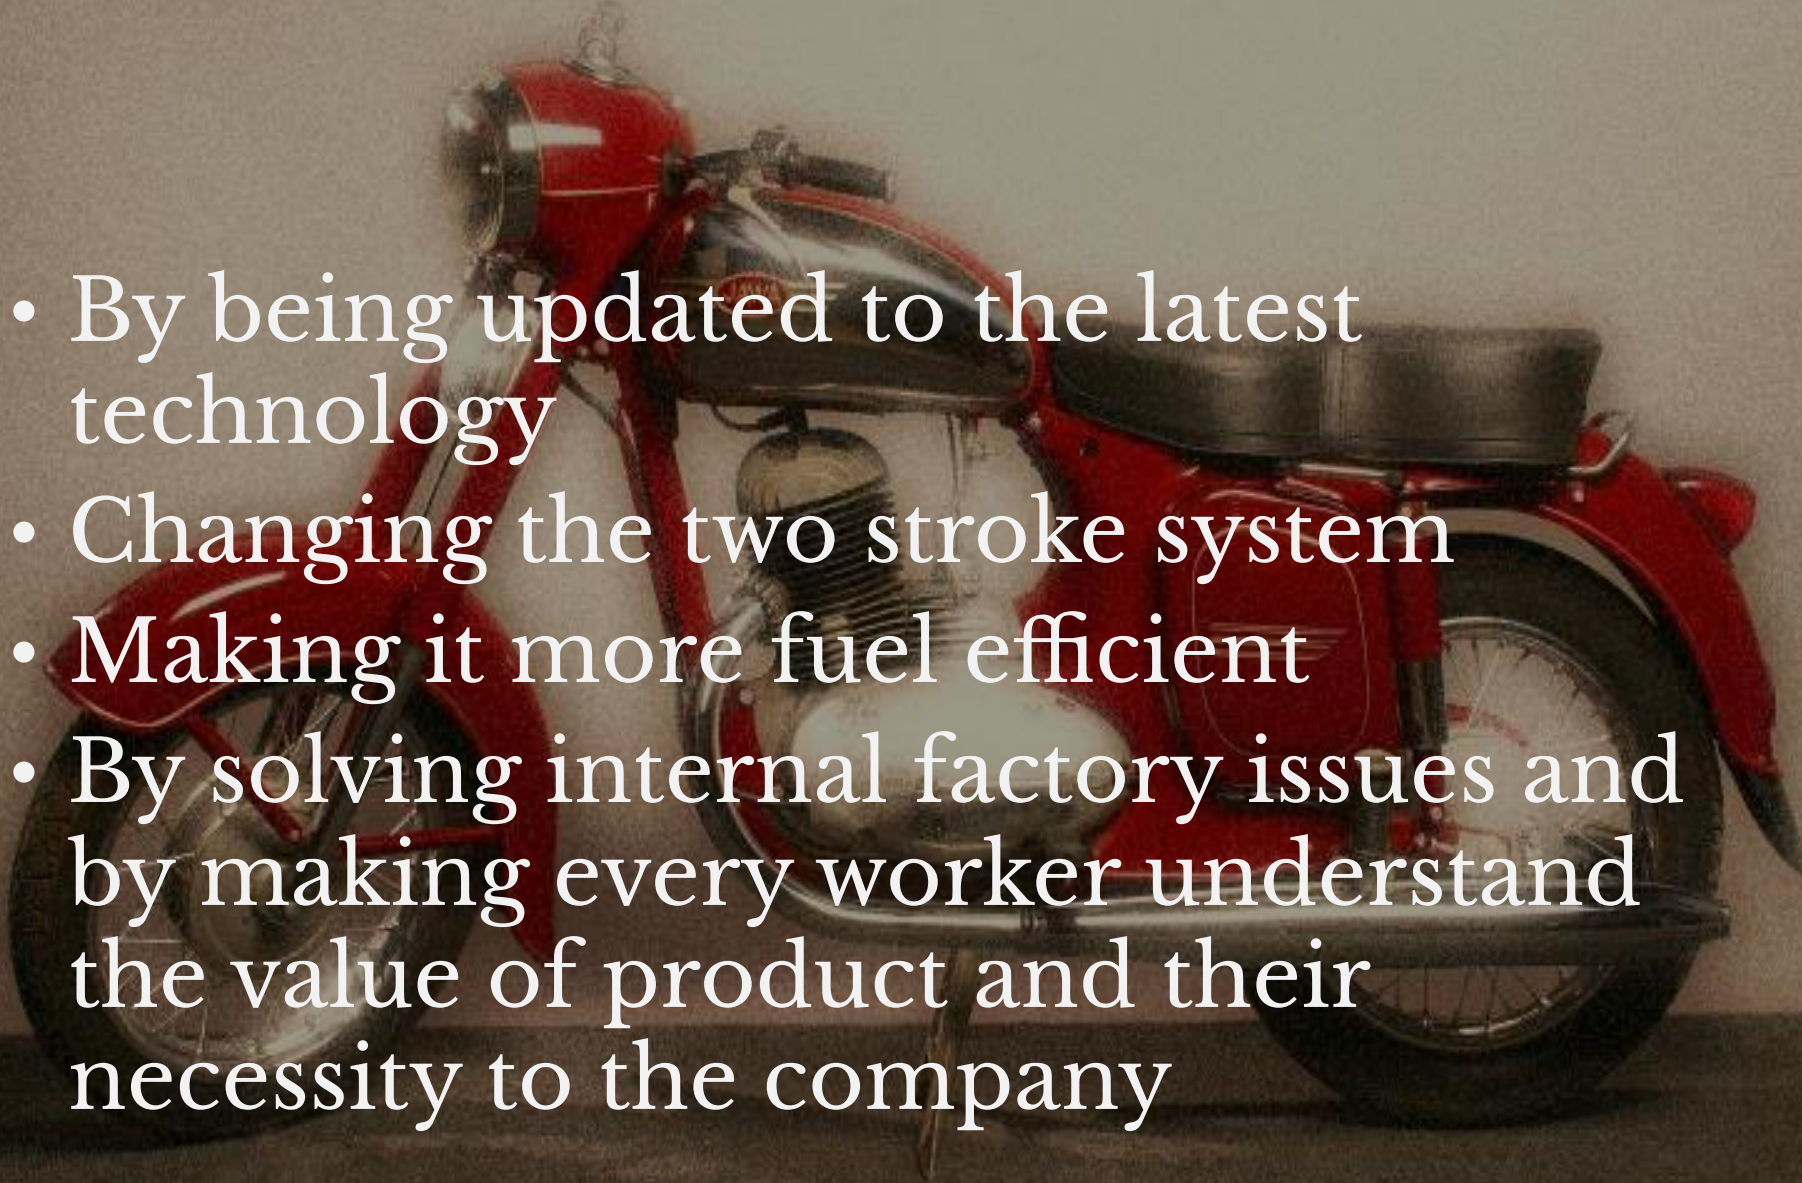 • By being updated to the latest
technology
• Changing the two stroke system
• Making it more fuel efficient
• By solving internal factory issues and
by making every worker understand
the value of product and their
necessity to the company